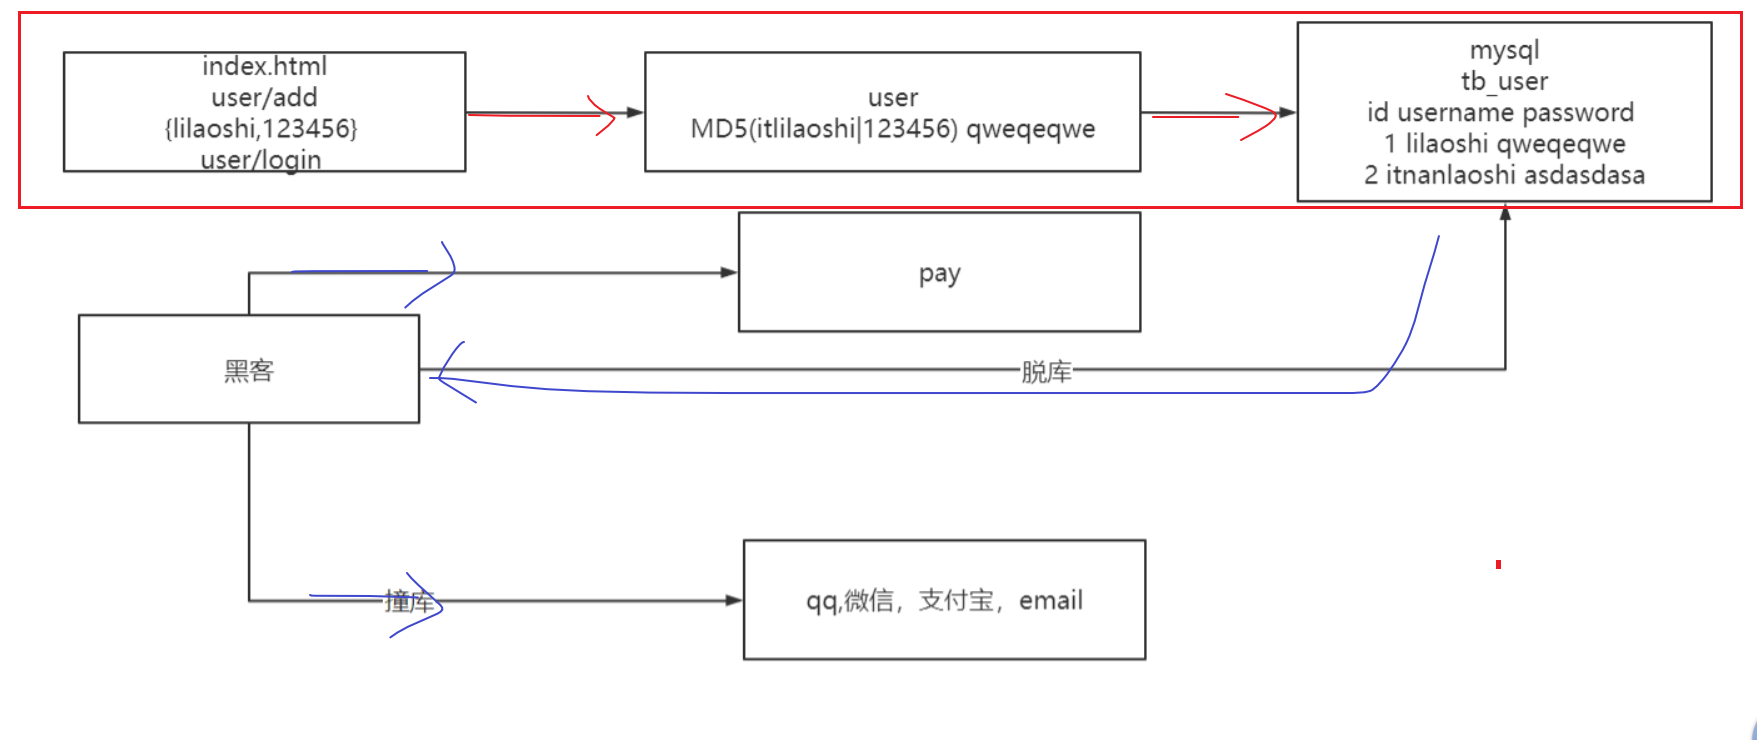 index.html
user/add
{lilaoshi,123456}
user/login
user
MD5(itlilaoshi|123456) qweqeqwe
mysql
tb_user
id username password
1 lilaoshi qweqeqwe
2 itnanlaoshi asdasdasa
pay
黑客
脱库
撞库
qq,微信，支付宝，email